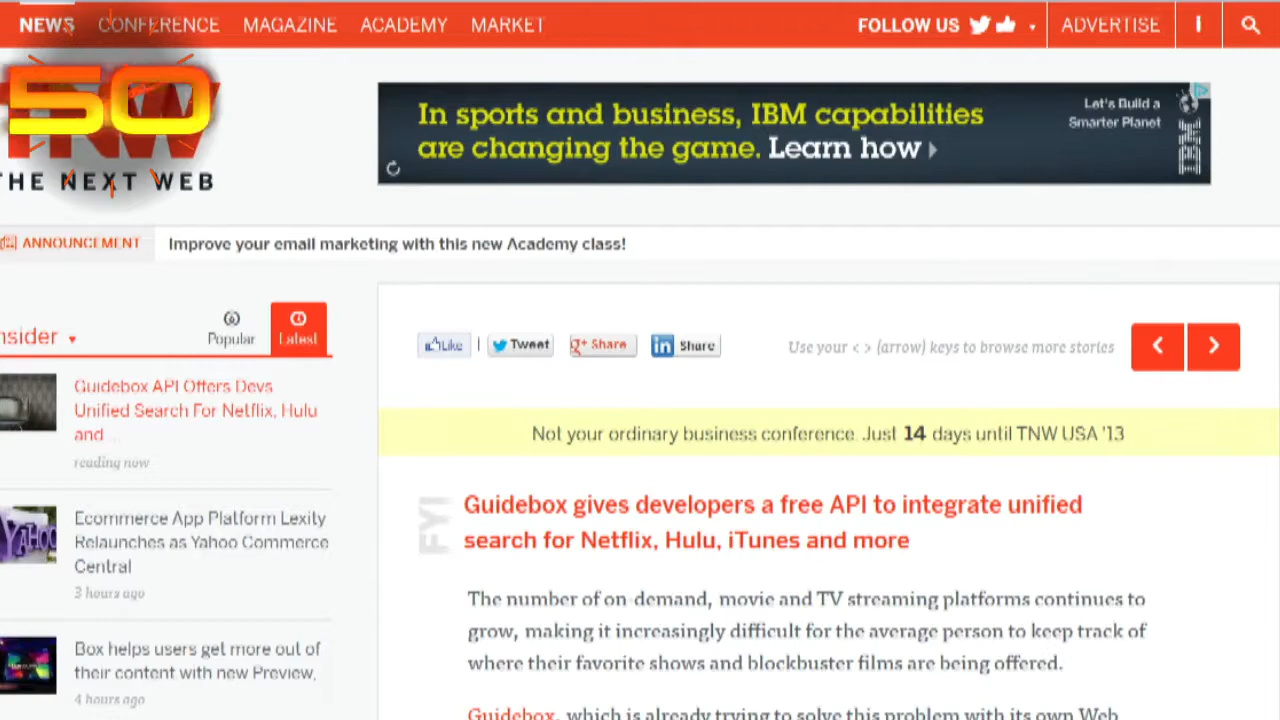 NEWS CONFERENCE MAGAZINE ACADEMY MARKET FOLLOW US ADVERTISE
50
TNW
THE NEXT WEB
In sports and business, IBM capabilities
are changing the game. Learn how
Let's Build a
Smarter Planet
IBM
ANNOUNCEMENT Improve your email marketing with this new Academy class!
nsider
Popular
Latest
Like Tweet g+ Share in Share Use your < > (arrow) keys to browse more stories
Guidebox API Offers Devs
Unified Search For Netflix, Hulu
and ...
reading now
YAHOO
Ecommerce App Platform Lexity
Relaunches as Yahoo Commerce
Central
3 hours ago
Box helps users get more out of
their content with new Preview,
4 hours ago
Not your ordinary business conference. Just 14 days until TNW USA '13
FYI
Guidebox gives developers a free API to integrate unified
search for Netflix, Hulu, iTunes and more
The number of on-demand, movie and TV streaming platforms continues to
grow, making it increasingly difficult for the average person to keep track of
where their favorite shows and blockbuster films are being offered.
Guidebox, which is already trying to solve this problem with its own Web